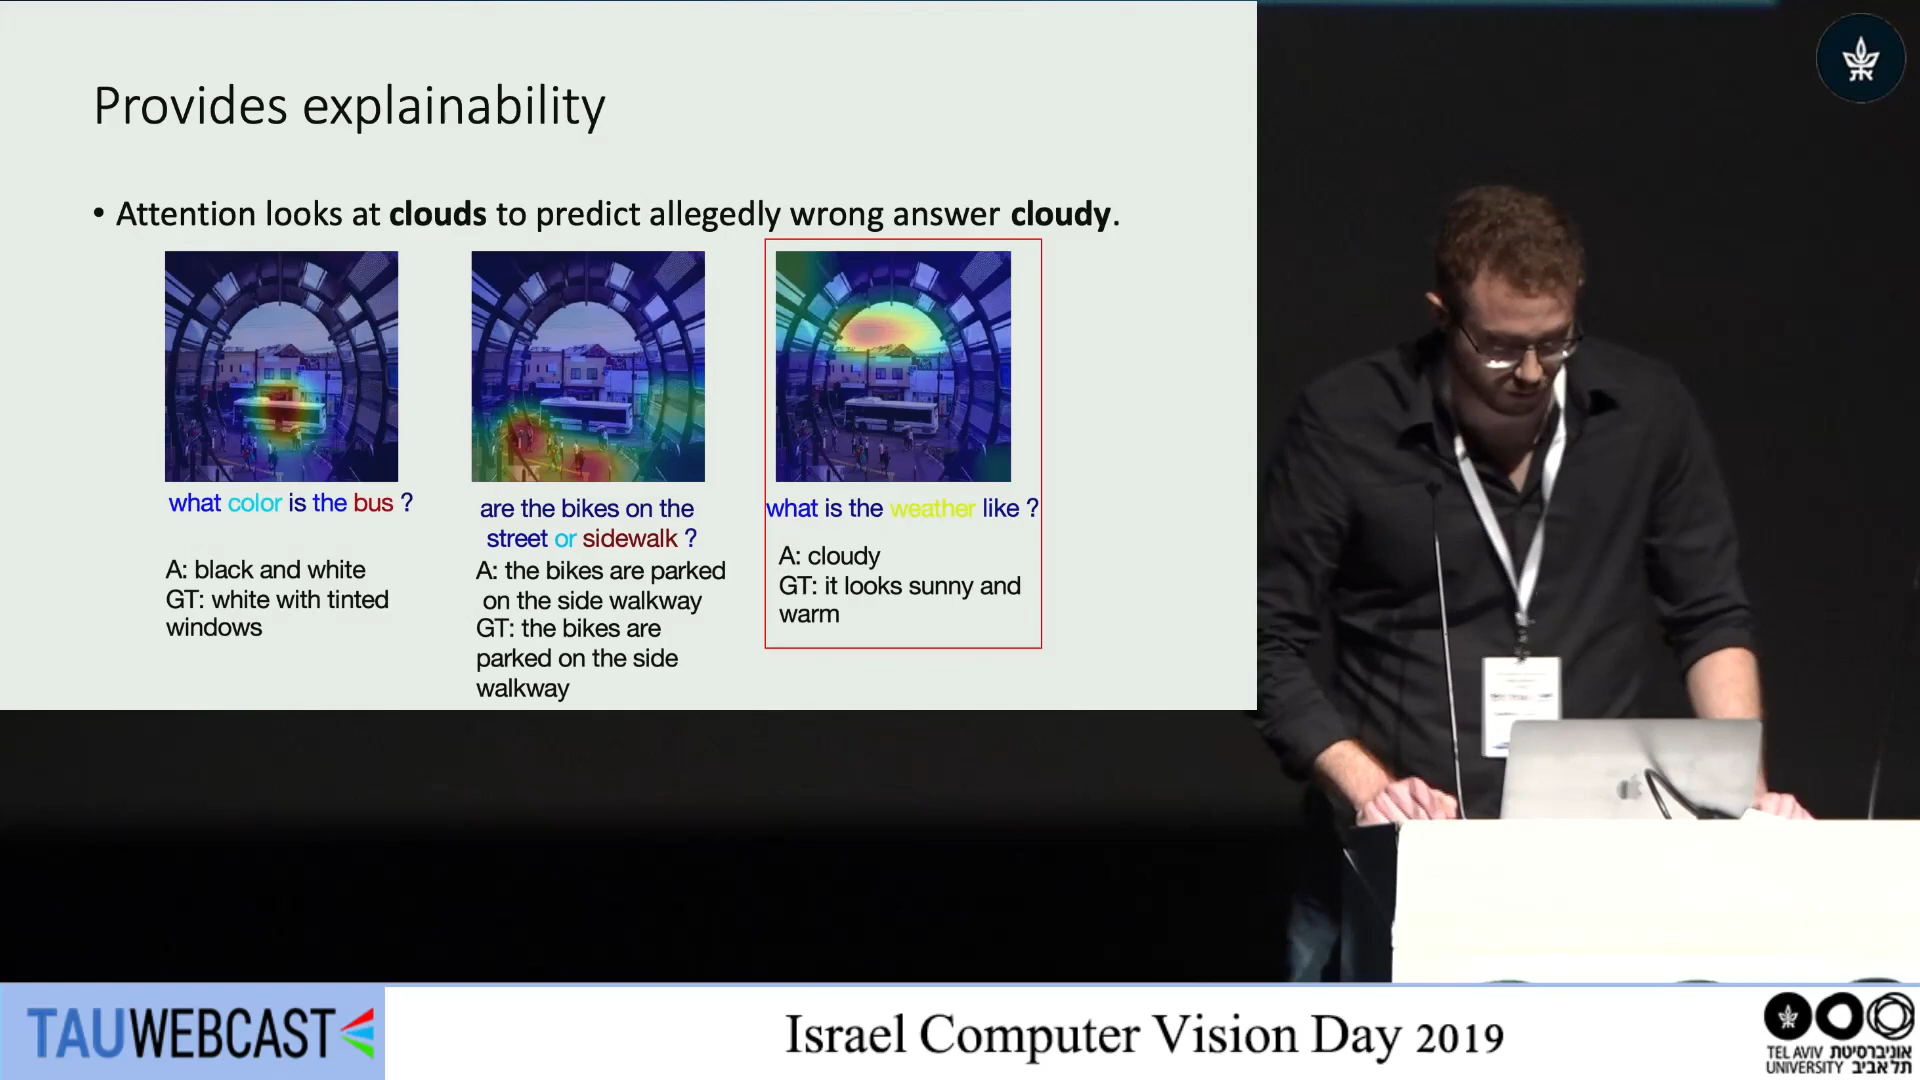 Provides explainability
• Attention looks at clouds to predict allegedly wrong answer cloudy.
what color is the bus ?
A: black and white
GT: white with tinted
windows
are the bikes on the
street or sidewalk ?
A: the bikes are parked
on the side walkway
GT: the bikes are
parked on the side
walkway
what is the weather like ?
A: cloudy
GT: it looks sunny and
warm
TAUWEBCAST
Israel Computer Vision Day 2019
TEL AVIV אוניברסיטת
UNIVERSITY תל אביב